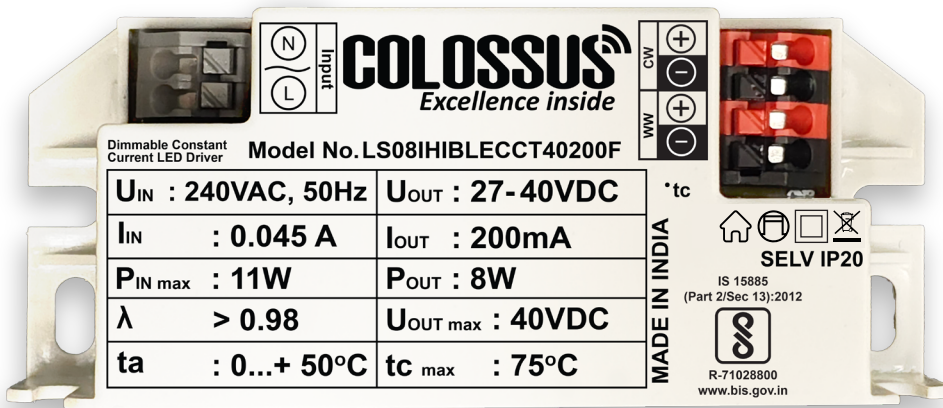 N
L
Input
COLOSSUS
Excellence inside
CW
+
−
WW
+
−
Dimmable Constant
Current LED Driver
Model No. LS08IHIBLECCT40200F
UIN : 240VAC, 50Hz
UOUT : 27-40VDC
IIN : 0.045 A
IOUT : 200mA
PIN max : 11W
POUT : 8W
λ > 0.98
UOUT max : 40VDC
ta : 0...+ 50°C
tc max : 75°C
MADE IN INDIA
•tc
SELV IP20
IS 15885
(Part 2/Sec 13):2012
R-71028800
www.bis.gov.in